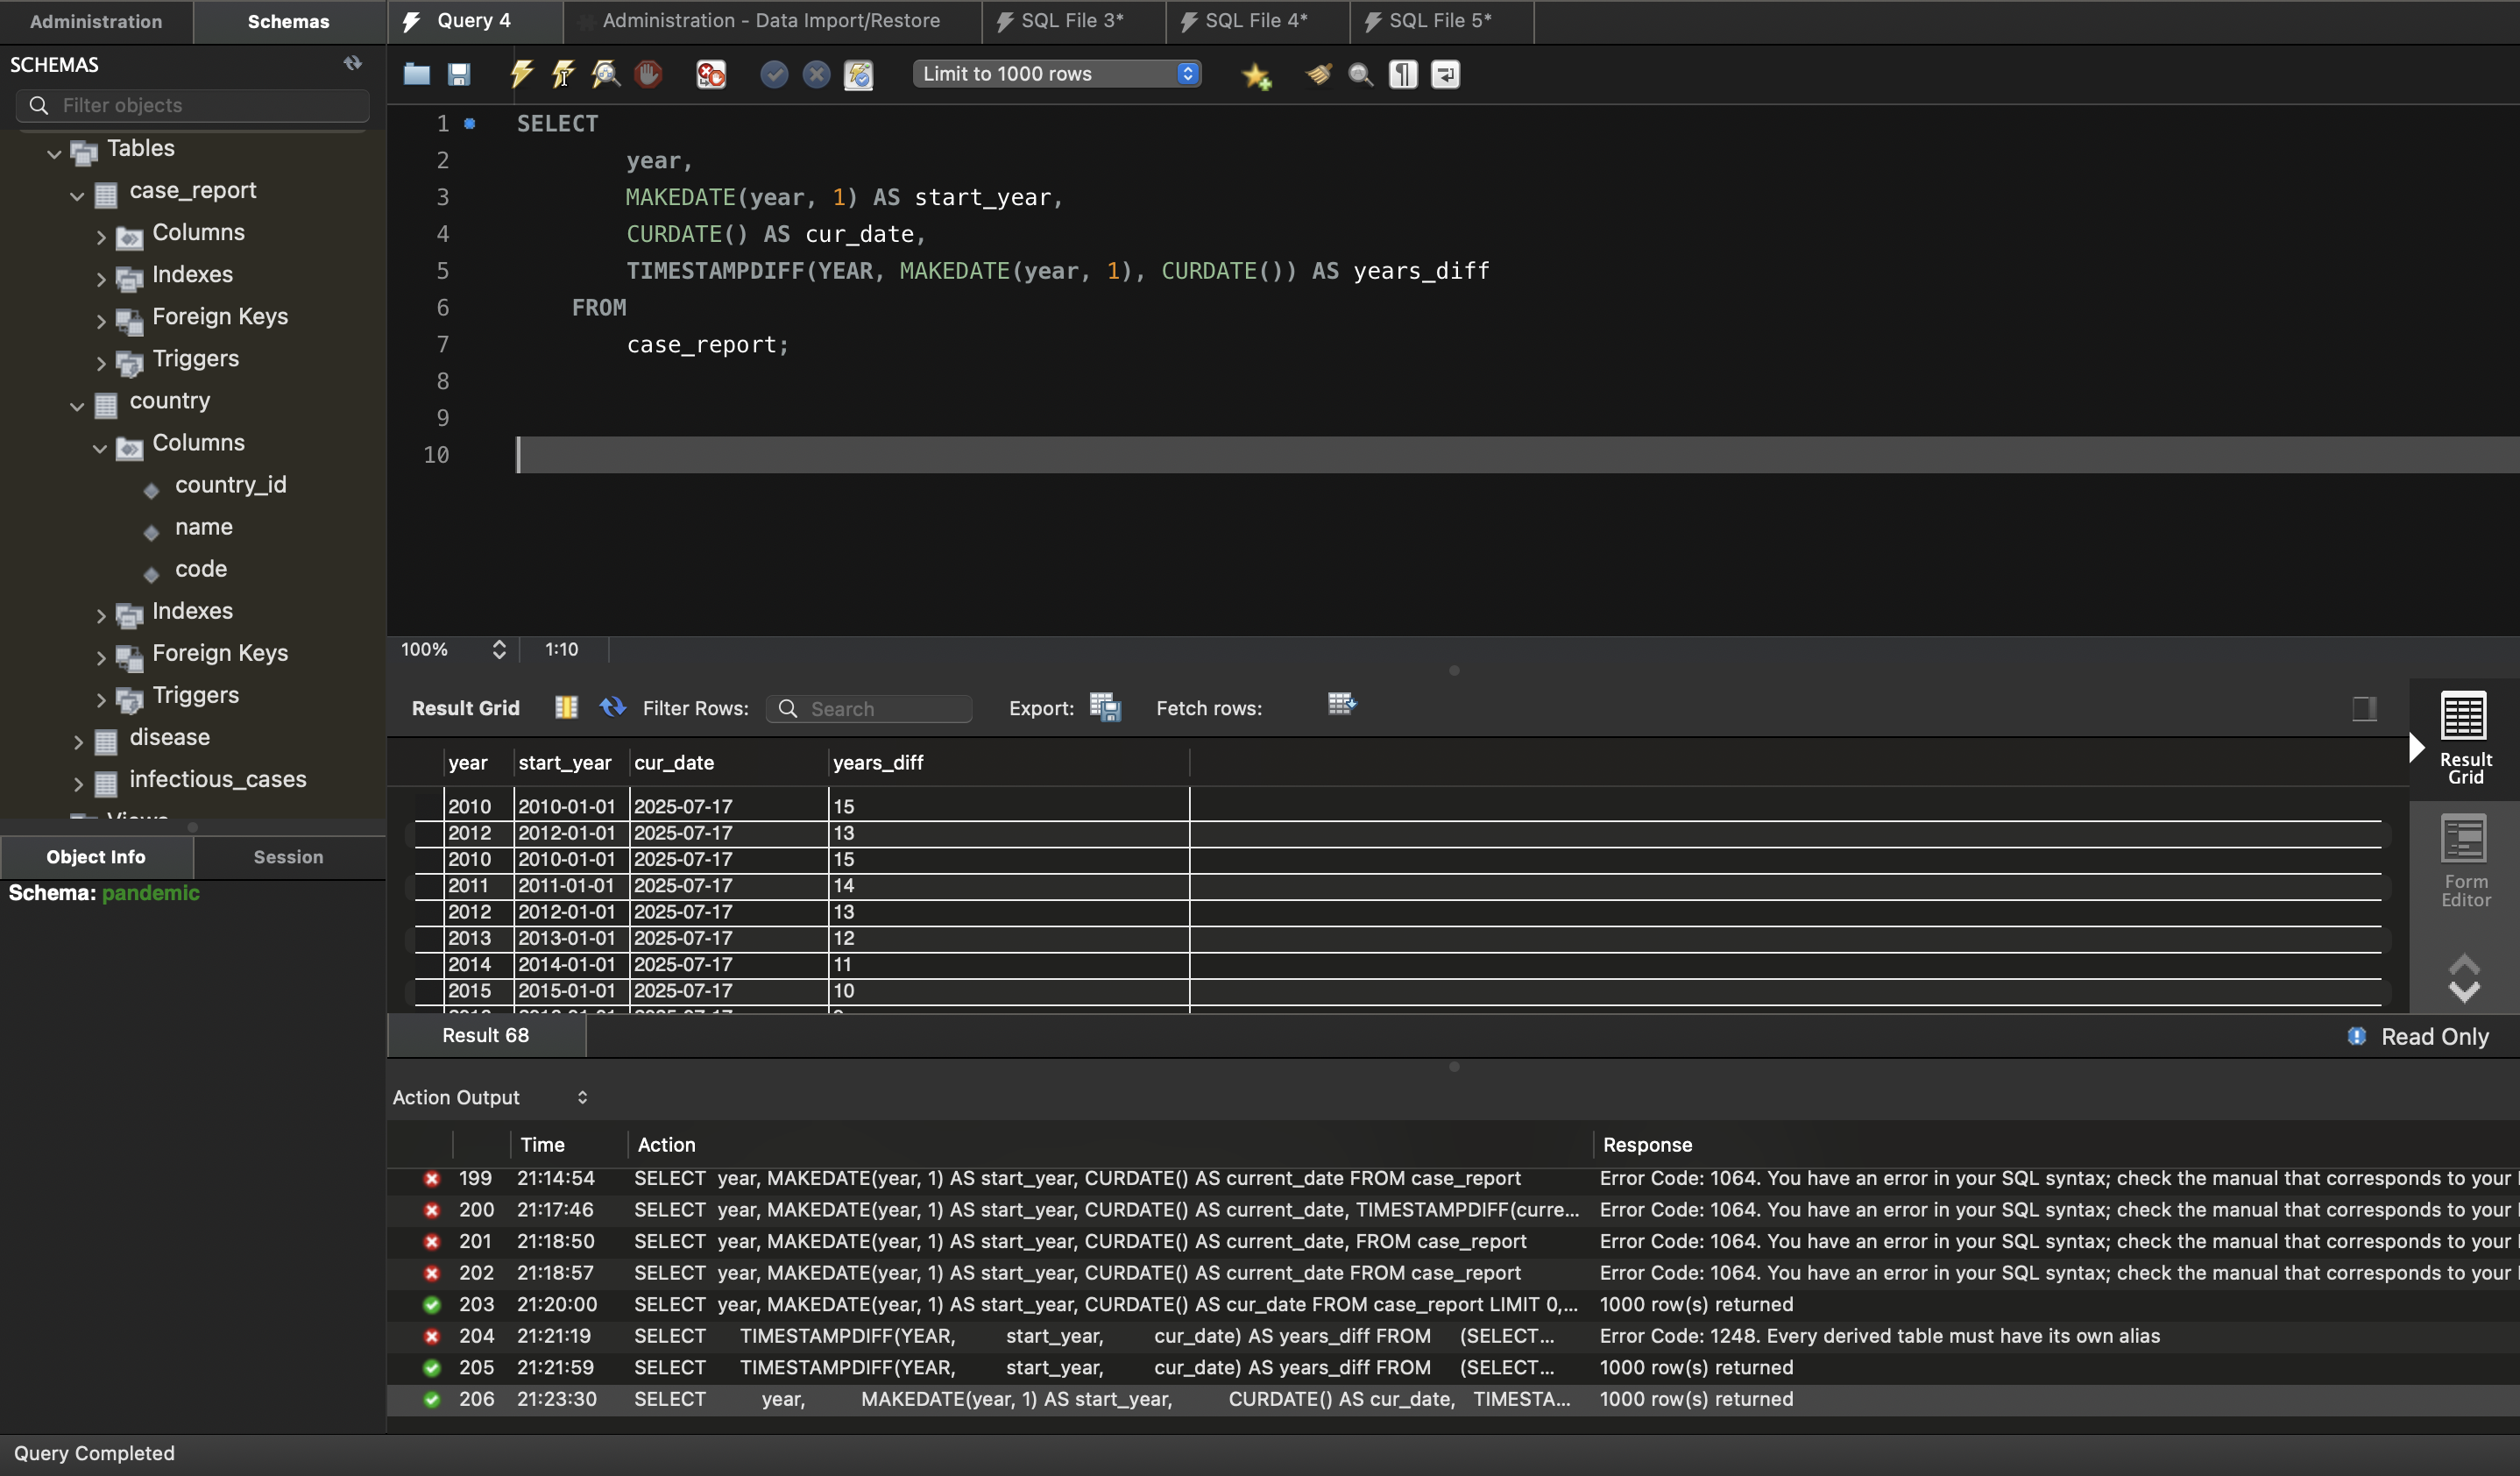 Administration
Schemas
Query 4
Administration - Data Import/Restore
SQL File 3*
SQL File 4*
SQL File 5*
SCHEMAS
Filter objects
Limit to 1000 rows
Tables
case_report
Columns
Indexes
Foreign Keys
Triggers
country
Columns
country_id
name
code
Indexes
Foreign Keys
Triggers
disease
infectious_cases
Views
Object Info
Session
Schema: pandemic
1 SELECT
2 year,
3 MAKEDATE(year, 1) AS start_year,
4 CURDATE() AS cur_date,
5 TIMESTAMPDIFF(YEAR, MAKEDATE(year, 1), CURDATE()) AS years_diff
6 FROM
7 case_report;
8
9
10
100%
1:10
Result Grid
Filter Rows:
Search
Export:
Fetch rows:
year start_year cur_date years_diff
2010 2010-01-01 2025-07-17 15
2012 2012-01-01 2025-07-17 13
2010 2010-01-01 2025-07-17 15
2011 2011-01-01 2025-07-17 14
2012 2012-01-01 2025-07-17 13
2013 2013-01-01 2025-07-17 12
2014 2014-01-01 2025-07-17 11
2015 2015-01-01 2025-07-17 10
Result
Grid
Form
Editor
Result 68
Read Only
Action Output
Time Action Response
199 21:14:54 SELECT year, MAKEDATE(year, 1) AS start_year, CURDATE() AS current_date FROM case_report Error Code: 1064. You have an error in your SQL syntax; check the manual that corresponds to your
200 21:17:46 SELECT year, MAKEDATE(year, 1) AS start_year, CURDATE() AS current_date, TIMESTAMPDIFF(curre... Error Code: 1064. You have an error in your SQL syntax; check the manual that corresponds to your
201 21:18:50 SELECT year, MAKEDATE(year, 1) AS start_year, CURDATE() AS current_date, FROM case_report Error Code: 1064. You have an error in your SQL syntax; check the manual that corresponds to your
202 21:18:57 SELECT year, MAKEDATE(year, 1) AS start_year, CURDATE() AS current_date FROM case_report Error Code: 1064. You have an error in your SQL syntax; check the manual that corresponds to your
203 21:20:00 SELECT year, MAKEDATE(year, 1) AS start_year, CURDATE() AS cur_date FROM case_report LIMIT 0,... 1000 row(s) returned
204 21:21:19 SELECT TIMESTAMPDIFF(YEAR, start_year, cur_date) AS years_diff FROM (SELECT... Error Code: 1248. Every derived table must have its own alias
205 21:21:59 SELECT TIMESTAMPDIFF(YEAR, start_year, cur_date) AS years_diff FROM (SELECT... 1000 row(s) returned
206 21:23:30 SELECT year, MAKEDATE(year, 1) AS start_year, CURDATE() AS cur_date, TIMESTA... 1000 row(s) returned
Query Completed